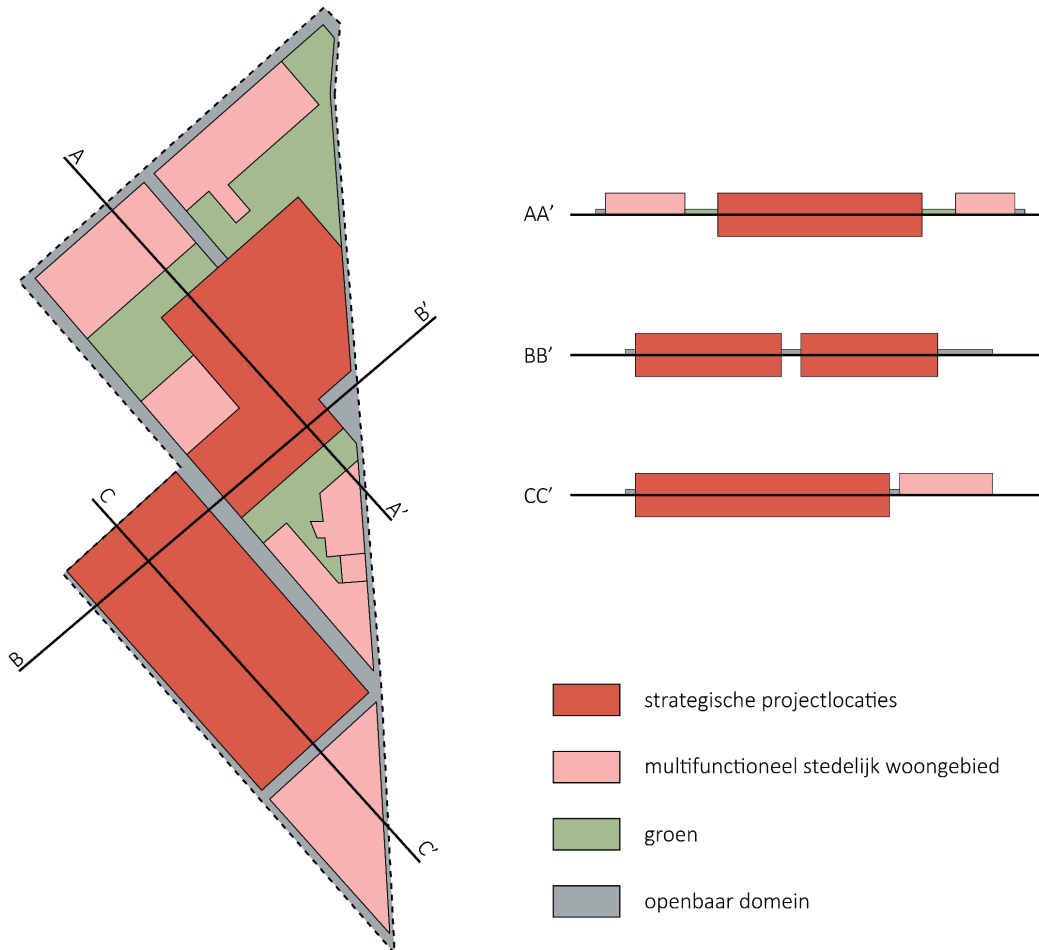 A
B'
C
A'
B
C'
AA'
BB'
CC'
strategische projectlocaties
multifunctioneel stedelijk woongebied
groen
openbaar domein